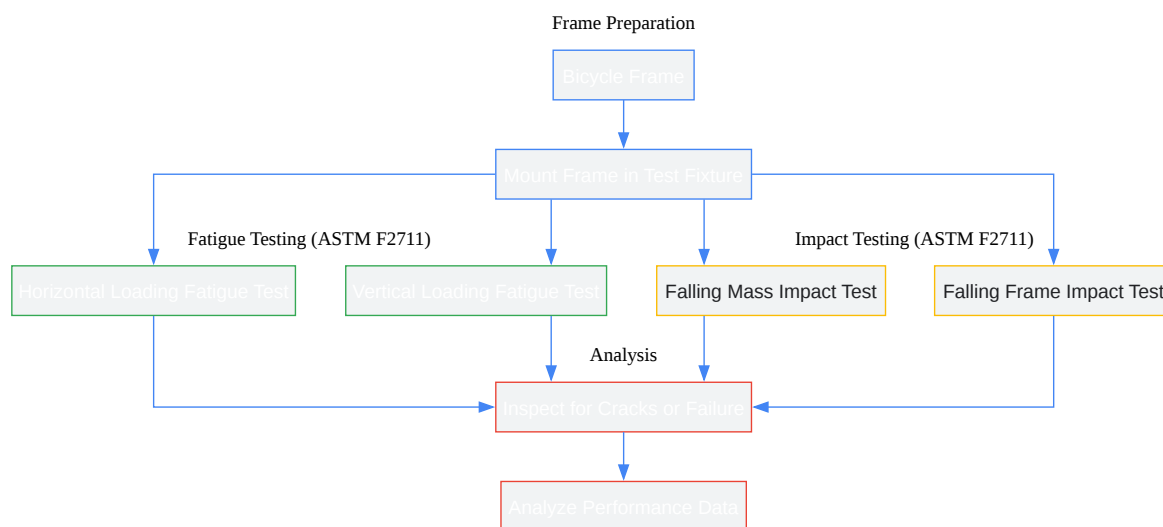 Frame Preparation
Bicycle Frame
Mount Frame in Test Fixture
Fatigue Testing (ASTM F2711)
Impact Testing (ASTM F2711)
Horizontal Loading Fatigue Test
Vertical Loading Fatigue Test
Falling Mass Impact Test
Falling Frame Impact Test
Analysis
Inspect for Cracks or Failure
Analyze Performance Data